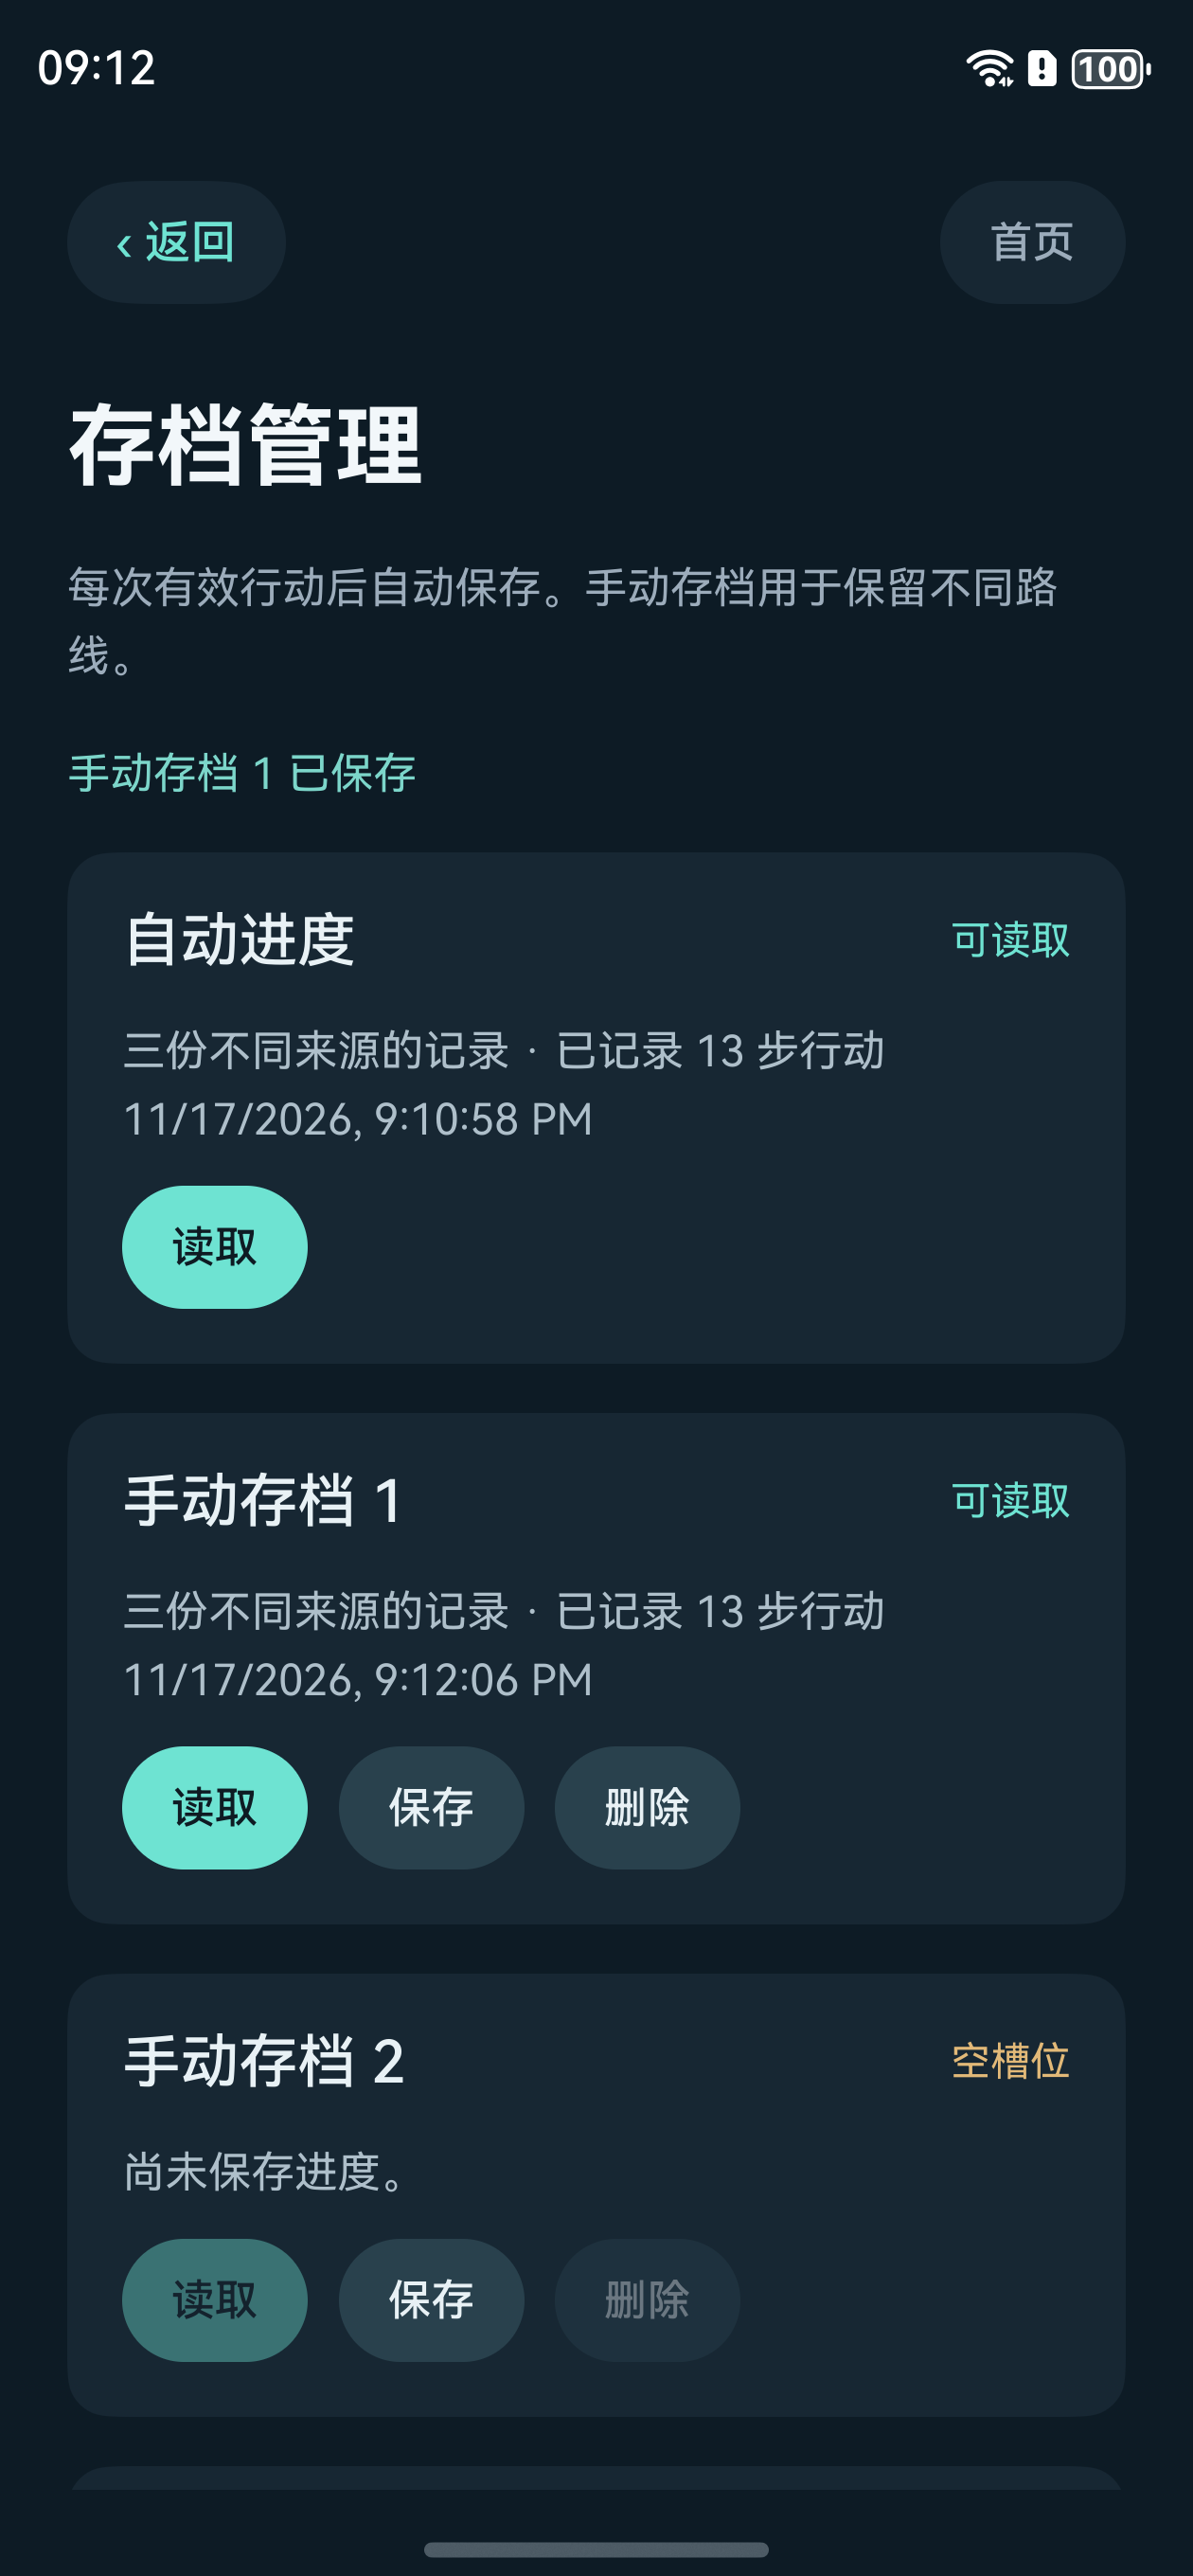 09:12
100
‹ 返回
首页
存档管理
每次有效行动后自动保存。手动存档用于保留不同路
线。
手动存档 1 已保存
自动进度
可读取
三份不同来源的记录 · 已记录 13 步行动
11/17/2026, 9:10:58 PM
读取
手动存档 1
可读取
三份不同来源的记录 · 已记录 13 步行动
11/17/2026, 9:12:06 PM
读取 保存 删除
手动存档 2
空槽位
尚未保存进度。
读取 保存 删除